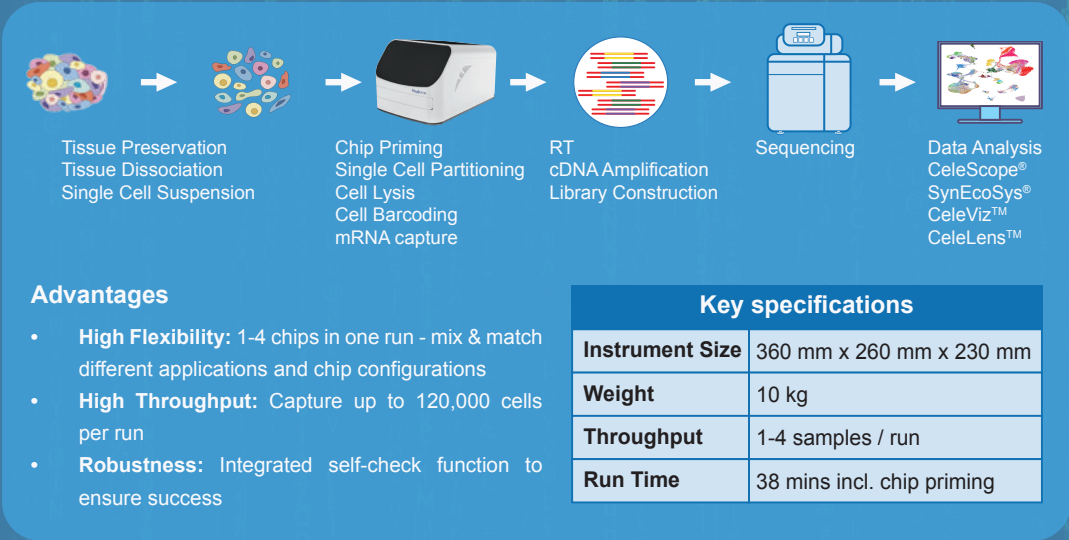 Tissue Preservation
Tissue Dissociation
Single Cell Suspension
Chip Priming
Single Cell Partitioning
Cell Lysis
Cell Barcoding
mRNA capture
RT
cDNA Amplification
Library Construction
Sequencing
Data Analysis
CeleScope®
SynEcoSys®
CeleViz™
CeleLens™
Advantages
• High Flexibility: 1-4 chips in one run - mix & match
different applications and chip configurations
• High Throughput: Capture up to 120,000 cells
per run
• Robustness: Integrated self-check function to
ensure success
Key specifications
Instrument Size 360 mm x 260 mm x 230 mm
Weight 10 kg
Throughput 1-4 samples / run
Run Time 38 mins incl. chip priming